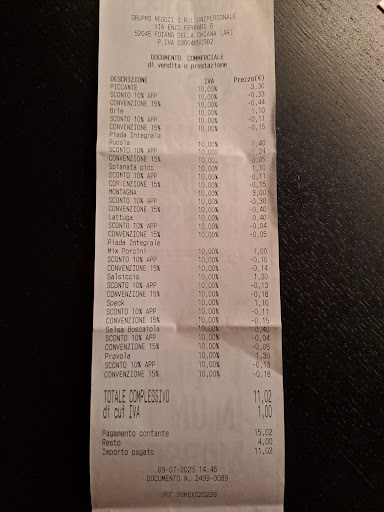 GRUPPO NEGOZI S.R.L. UNIPERSONALE
VIA ENZO FERRARI 5
52045 FOIANO DELLA CHIANA (AR)
P.IVA 03004850982
DOCUMENTO COMMERCIALE
di vendita o prestazione
DESCRIZIONE IVA Prezzo(€)
PICCANTE 10,00% 3,30
SCONTO 10% APP 10,00% -0,33
CONVENZIONE 15% 10,00% -0,44
Brie 10,00% 1,10
SCONTO 10% APP 10,00% -0,11
CONVENZIONE 15% 10,00% -0,15
Piada Integrale
Rucola 10,00% 0,40
SCONTO 10% APP 10,00% -0,04
CONVENZIONE 15% 10,00% -0,05
Spianata picc 10,00% 1,10
SCONTO 10% APP 10,00% -0,11
CONVENZIONE 15% 10,00% -0,15
MONTAGNA 10,00% 3,00
SCONTO 10% APP 10,00% -0,30
CONVENZIONE 15% 10,00% -0,40
Lattuga 10,00% 0,40
SCONTO 10% APP 10,00% -0,04
CONVENZIONE 15% 10,00% -0,05
Piada Integrale
Mix Porcini 10,00% 1,00
SCONTO 10% APP 10,00% -0,10
CONVENZIONE 15% 10,00% -0,14
Salsiccia 10,00% 1,30
SCONTO 10% APP 10,00% -0,13
CONVENZIONE 15% 10,00% -0,18
Speck 10,00% 1,10
SCONTO 10% APP 10,00% -0,11
CONVENZIONE 15% 10,00% -0,15
Salsa Boscaiola 10,00% 0,40
SCONTO 10% APP 10,00% -0,04
CONVENZIONE 15% 10,00% -0,05
Provola 10,00% 1,30
SCONTO 10% APP 10,00% -0,13
CONVENZIONE 15% 10,00% -0,18
TOTALE COMPLESSIVO 11,02
di cui IVA 1,00
Pagamento contante 15,02
Resto 4,00
Importo pagato 11,02
09-07-2025 14:46
DOCUMENTO N. 2499-0089
RT 99MEX025228